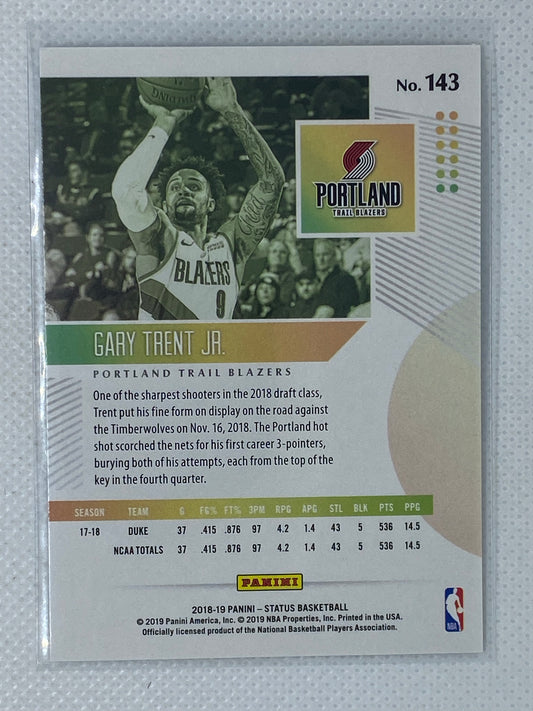 No. 143
PORTLAND
TRAIL BLAZERS
BLAZERS
9
GARY TRENT JR.
PORTLAND TRAIL BLAZERS
One of the sharpest shooters in the 2018 draft class,
Trent put his fine form on display on the road against
the Timberwolves on Nov. 16, 2018. The Portland hot
shot scorched the nets for his first career 3-pointers,
burying both of his attempts, each from the top of the
key in the fourth quarter.
SEASON TEAM G FG% FT% 3PM RPG APG STL BLK PTS PPG
17-18 DUKE 37 .415 .876 97 4.2 1.4 43 5 536 14.5
NCAA TOTALS 37 .415 .876 97 4.2 1.4 43 5 536 14.5
PANINI
2018-19 PANINI – STATUS BASKETBALL
© 2019 Panini America, Inc. © 2019 NBA Properties, Inc. Printed in the USA.
Officially licensed product of the National Basketball Players Association.
NBA